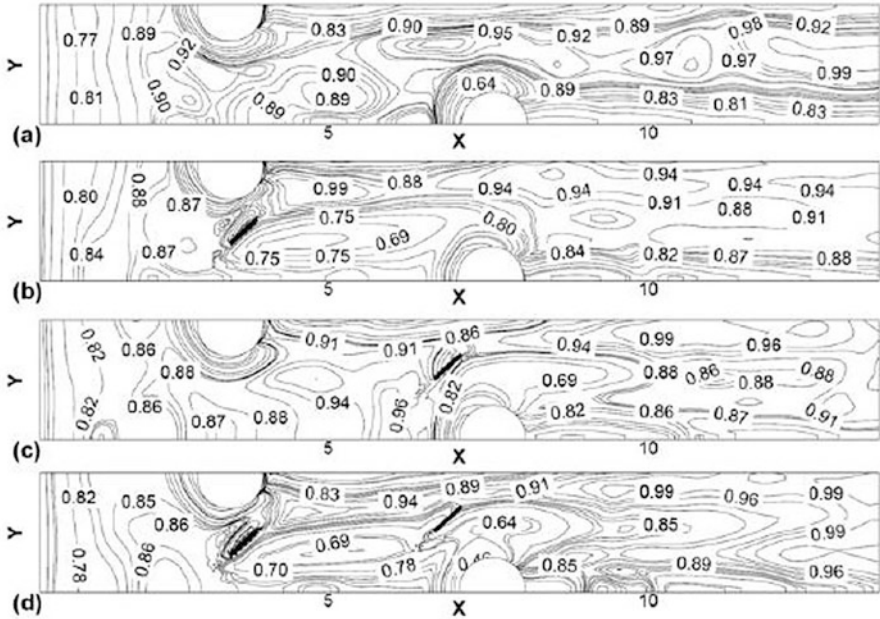 0.77 0.89 0.83 0.90 0.95 0.92 0.89 0.98 0.92
Y 0.92 0.90 0.97 0.97 0.99
0.81 0.90 0.89 0.89 0.64 0.89 0.83 0.81 0.83
(a) 5 X 10
0.80 0.88 0.87 0.99 0.88 0.94 0.94 0.94 0.94 0.94
Y 0.75 0.80 0.91 0.88 0.91
0.84 0.87 0.75 0.75 0.69 0.84 0.82 0.87 0.88
(b) 5 X 10
0.82 0.86 0.91 0.91 0.86 0.94 0.99 0.96
Y 0.88 0.94 0.82 0.69 0.88 0.86 0.88 0.88
0.82 0.86 0.87 0.88 0.96 0.82 0.86 0.87 0.91
(c) 5 X 10
0.82 0.85 0.83 0.94 0.89 0.91 0.99 0.96 0.99
Y 0.86 0.69 0.64 0.85 0.99
0.78 0.86 0.70 0.78 0.85 0.89 0.96
(d) 5 X 10